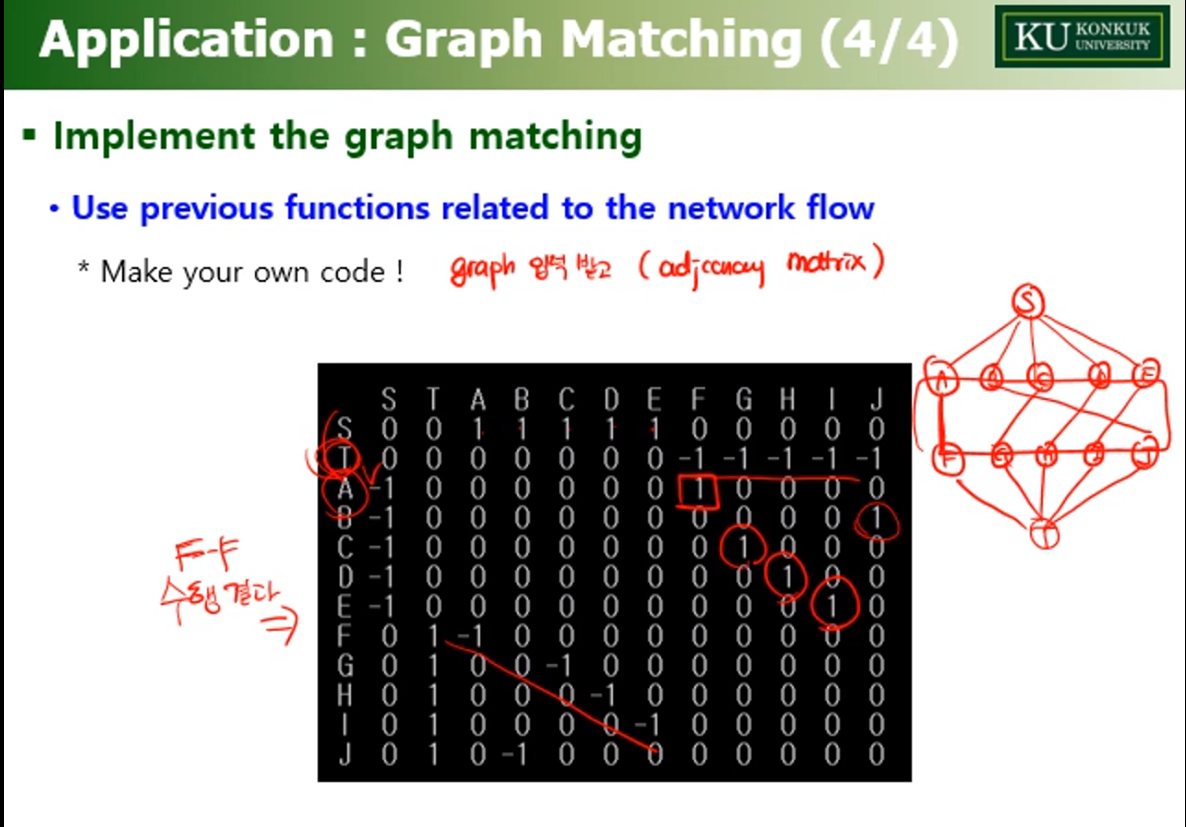 Application : Graph Matching (4/4)
KU KONKUK UNIVERSITY
▪ Implement the graph matching
• Use previous functions related to the network flow
* Make your own code !
graph 입력 받고 (adjacency matrix)
S T A B C D E F G H I J
S 0 0 1 1 1 1 1 0 0 0 0 0
T 0 0 0 0 0 0 0 -1 -1 -1 -1 -1
A -1 0 0 0 0 0 0 1 0 0 0 0
B -1 0 0 0 0 0 0 0 0 0 0 1
C -1 0 0 0 0 0 0 0 1 0 0 0
D -1 0 0 0 0 0 0 0 0 1 0 0
E -1 0 0 0 0 0 0 0 0 0 1 0
F 0 1 -1 0 0 0 0 0 0 0 0 0
G 0 1 0 0 -1 0 0 0 0 0 0 0
H 0 1 0 0 0 -1 0 0 0 0 0 0
I 0 1 0 0 0 0 -1 0 0 0 0 0
J 0 1 0 -1 0 0 0 0 0 0 0 0
F-F
수행 결과
⇒
S
A B C D E
F G H I J
T